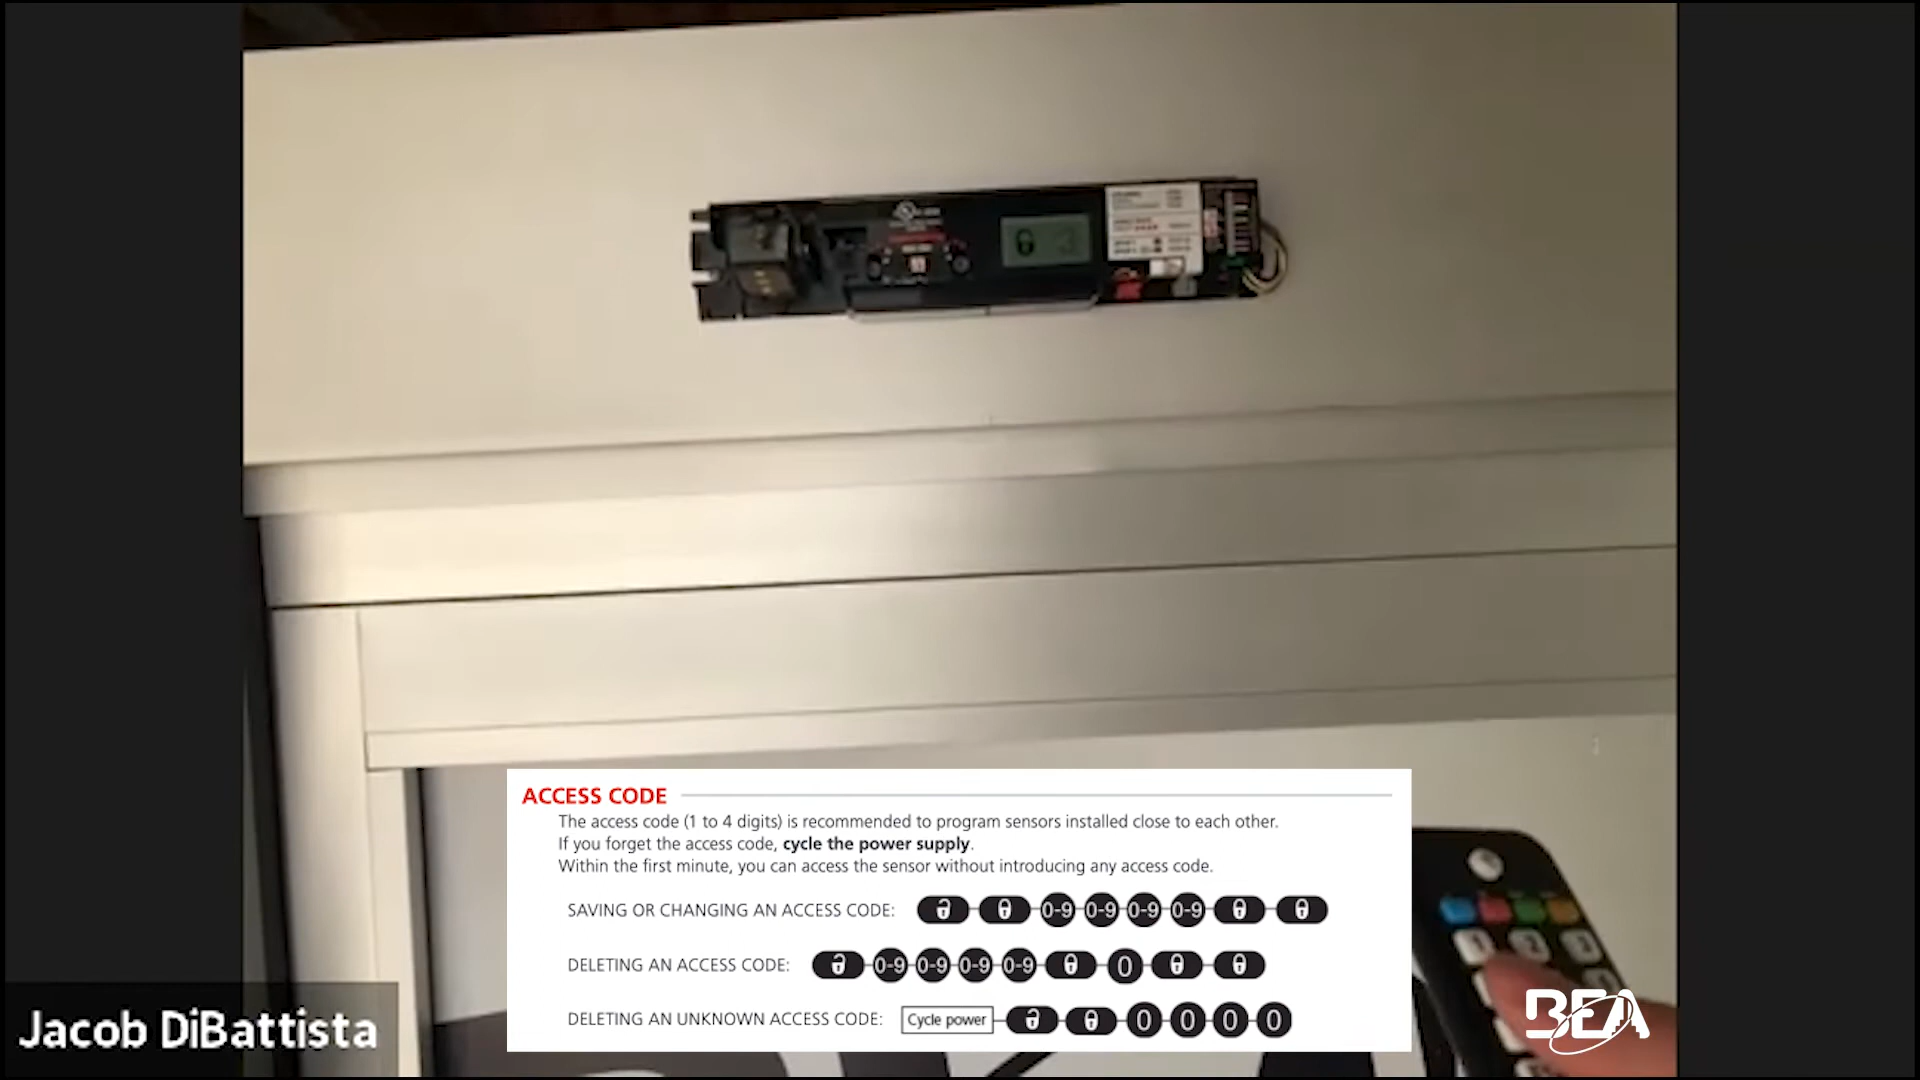 ACCESS CODE
The access code (1 to 4 digits) is recommended to program sensors installed close to each other.
If you forget the access code, cycle the power supply.
Within the first minute, you can access the sensor without introducing any access code.
SAVING OR CHANGING AN ACCESS CODE: 0-9 0-9 0-9 0-9
DELETING AN ACCESS CODE: 0-9 0-9 0-9 0-9 0
DELETING AN UNKNOWN ACCESS CODE: Cycle power 0 0 0 0
1 2 3
BEA
Jacob DiBattista